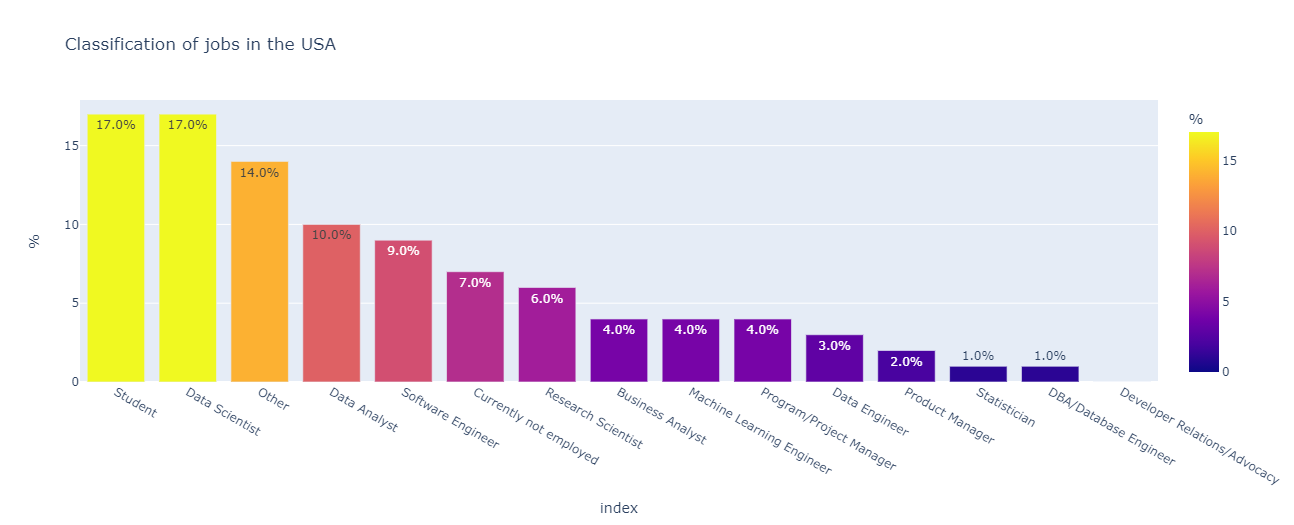 Classification of jobs in the USA
%
15
10
5
0
17.0%
17.0%
14.0%
10.0%
9.0%
7.0%
6.0%
4.0%
4.0%
4.0%
3.0%
2.0%
1.0%
1.0%
Student
Data Scientist
Other
Data Analyst
Software Engineer
Currently not employed
Research Scientist
Business Analyst
Machine Learning Engineer
Program/Project Manager
Data Engineer
Product Manager
Statistician
DBA/Database Engineer
Developer Relations/Advocacy
index
%
15
10
5
0